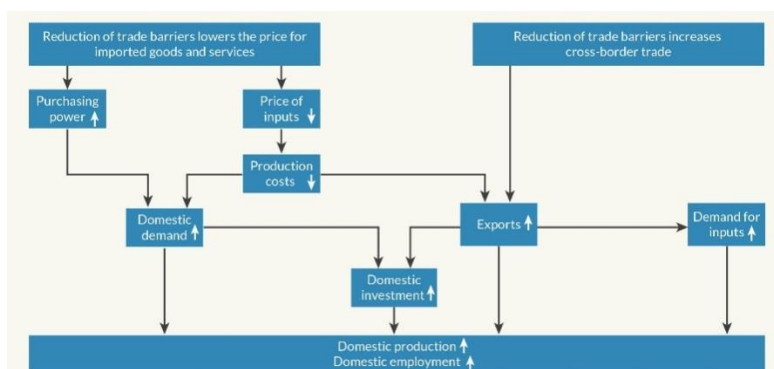 Reduction of trade barriers lowers the price for
imported goods and services
Reduction of trade barriers increases
cross-border trade
Purchasing
power
Price of
inputs
Production
costs
Domestic
demand
Exports
Demand for
inputs
Domestic
investment
Domestic production
Domestic employment